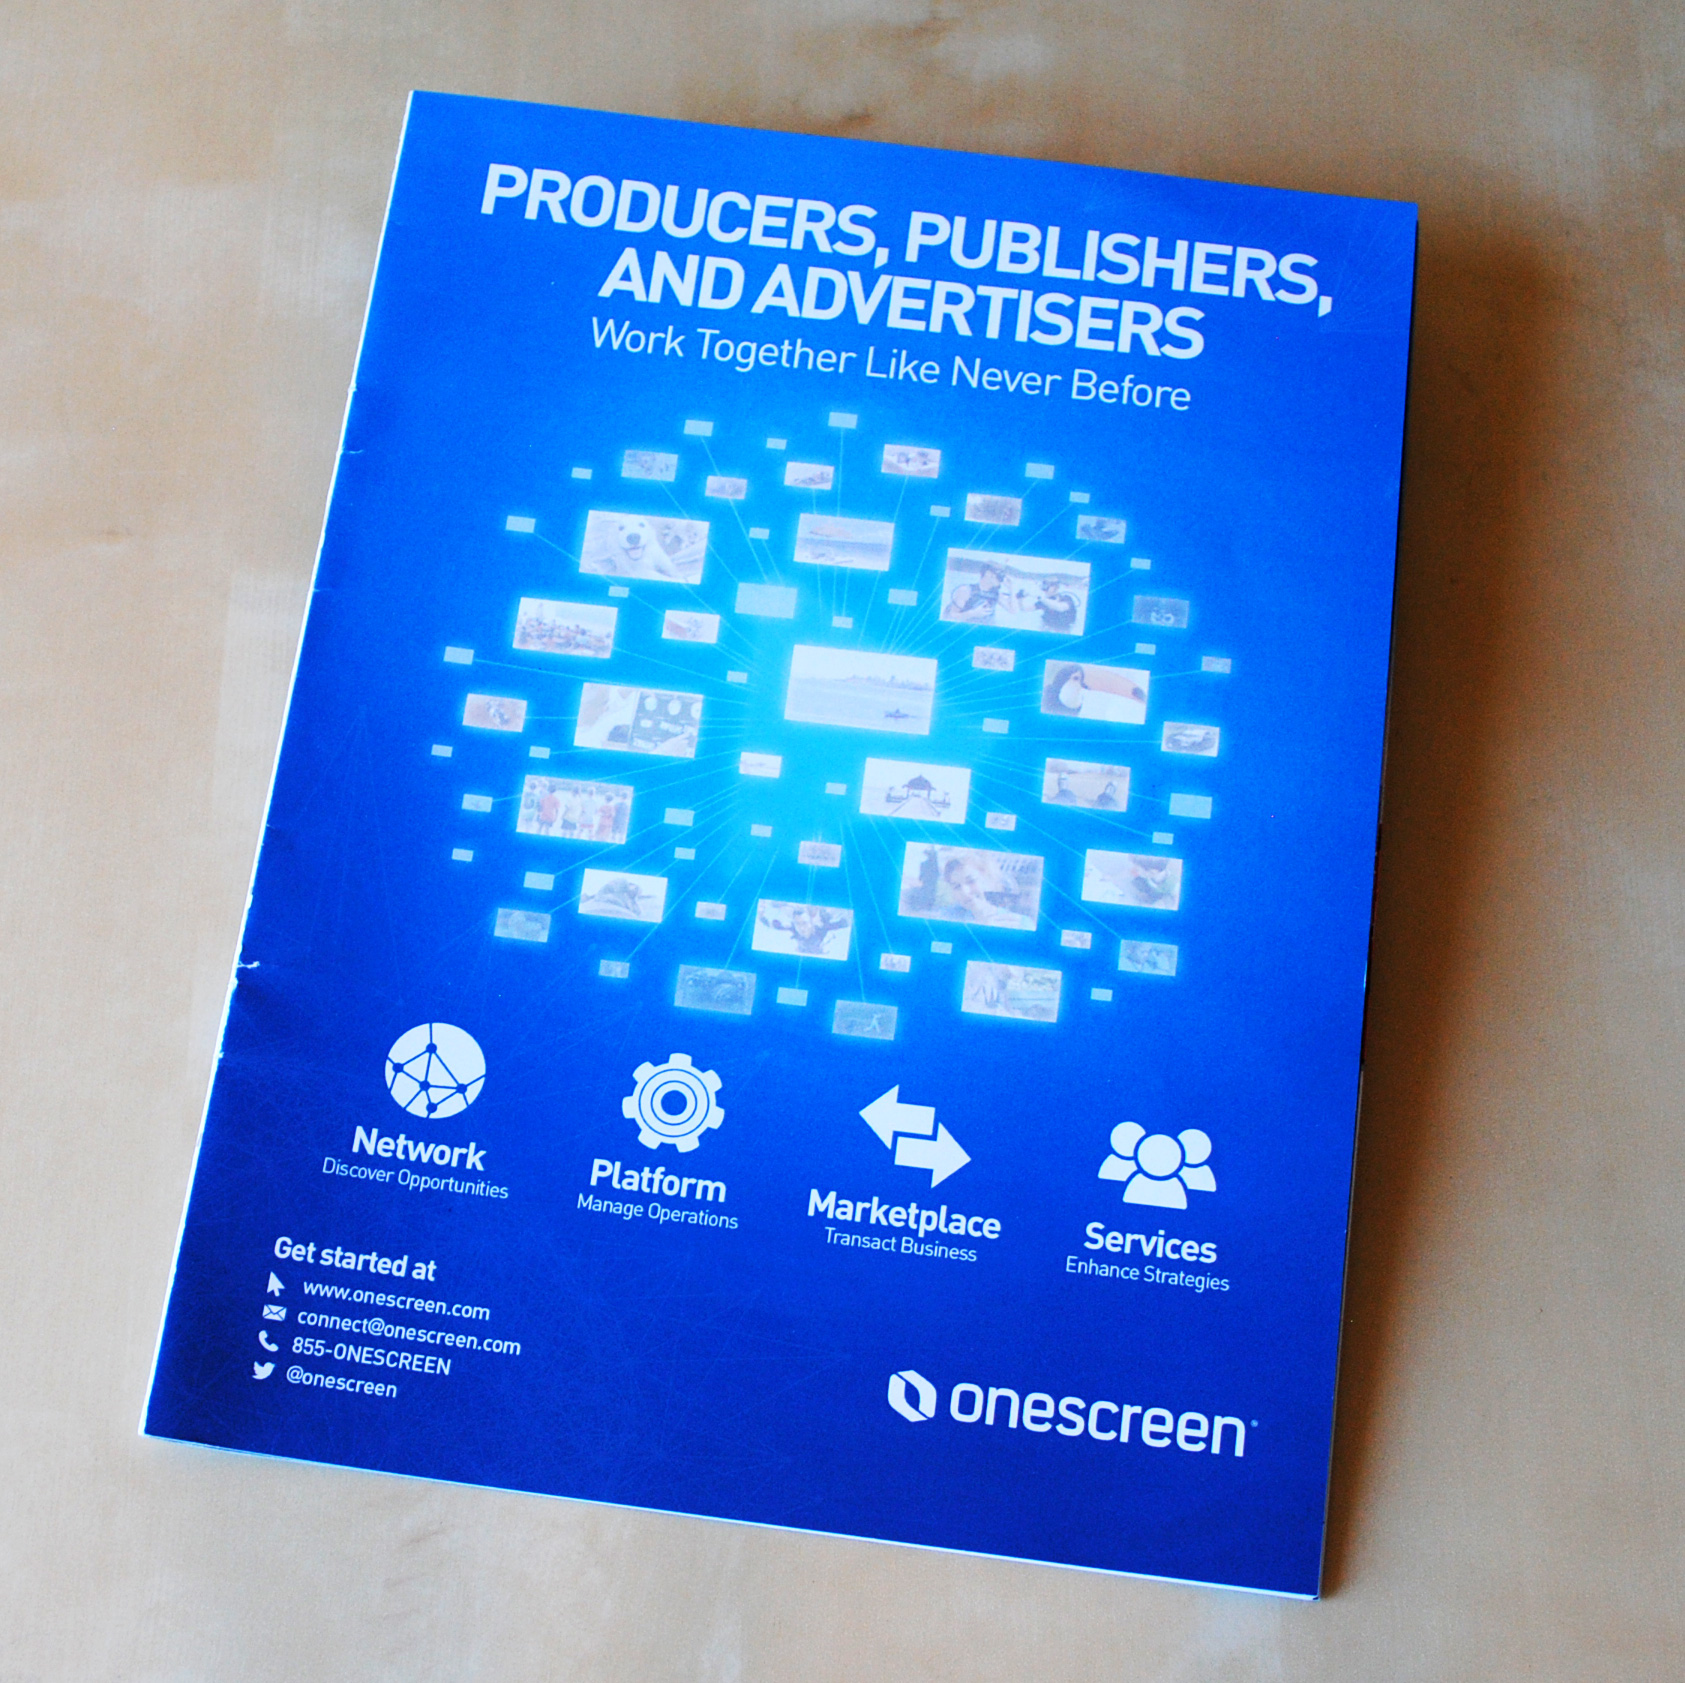 PRODUCERS, PUBLISHERS,
AND ADVERTISERS
Work Together Like Never Before
Network
Discover Opportunities
Platform
Manage Operations
Marketplace
Transact Business
Services
Enhance Strategies
Get started at
www.onescreen.com
connect@onescreen.com
855-ONESCREEN
@onescreen
onescreen